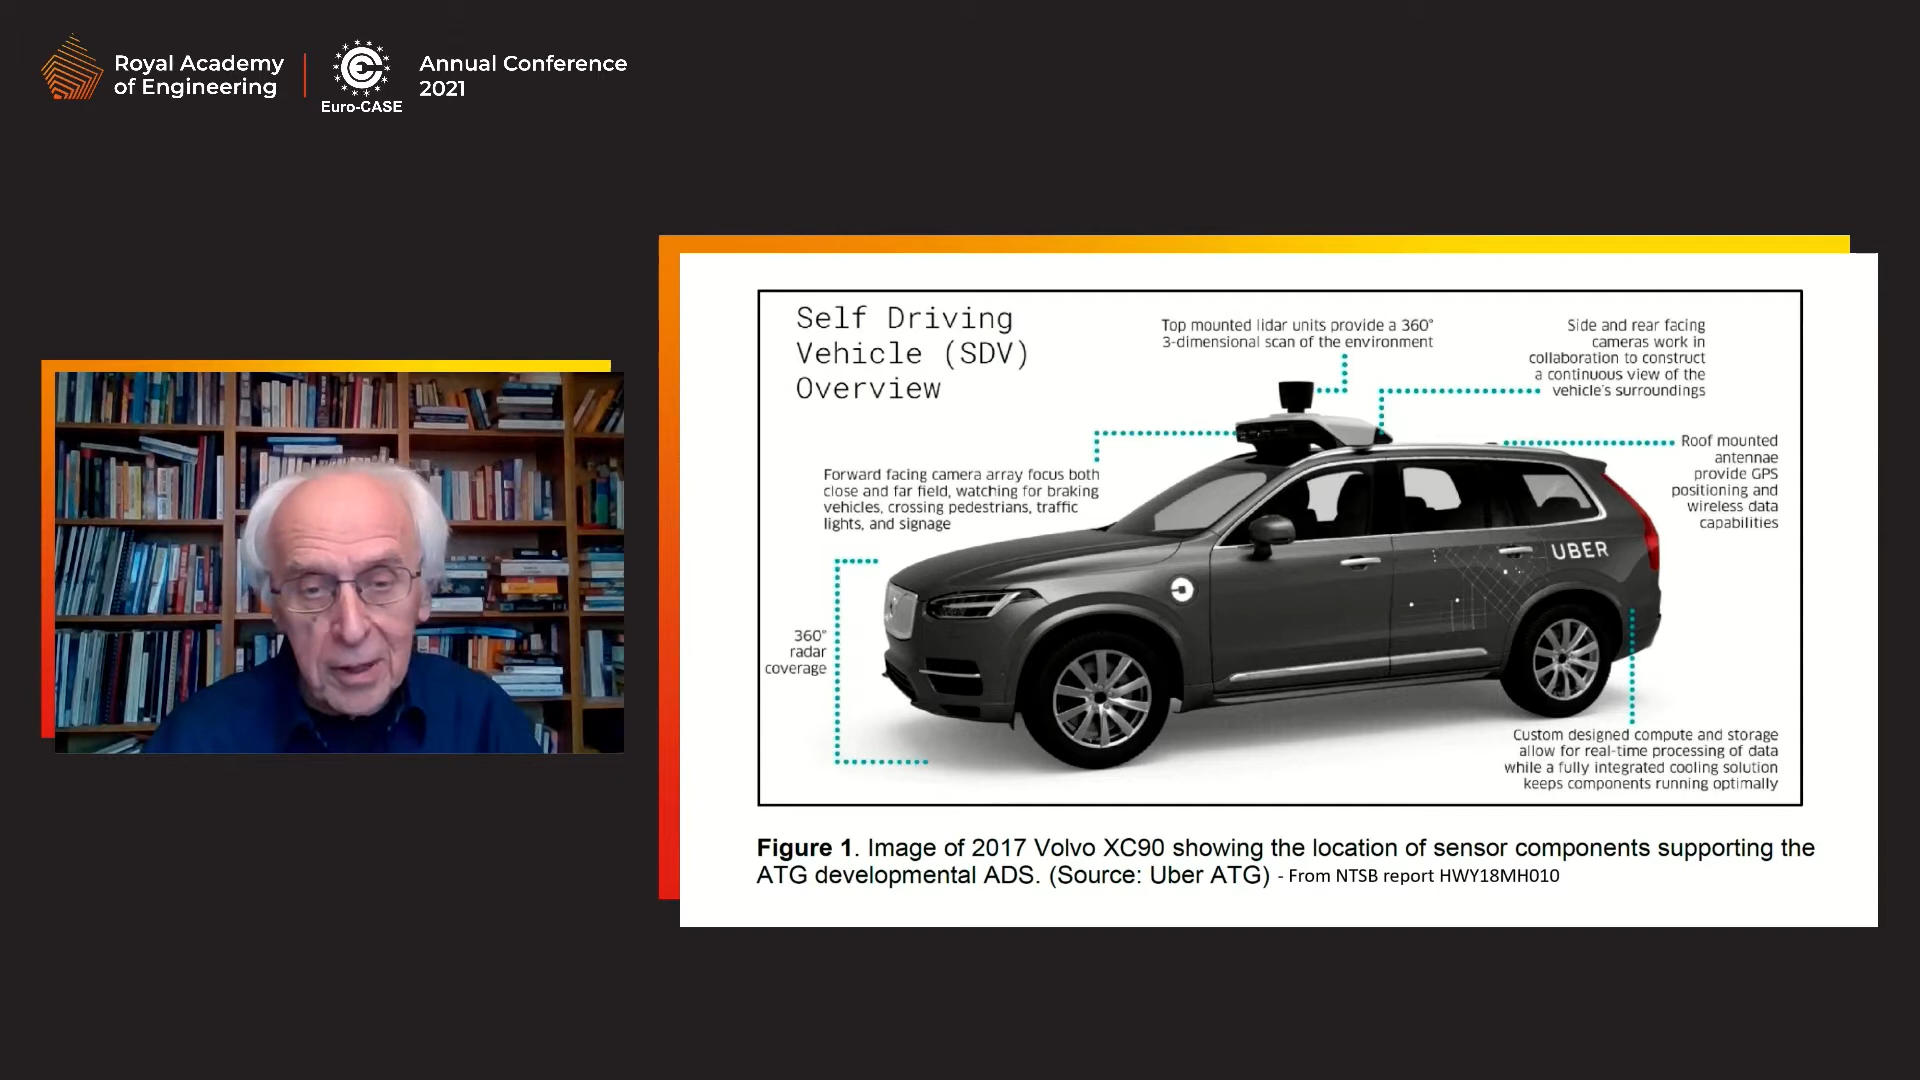 Royal Academy
of Engineering
Euro-CASE
Annual Conference
2021
Self Driving
Vehicle (SDV)
Overview
Top mounted lidar units provide a 360°
3-dimensional scan of the environment
Side and rear facing
cameras work in
collaboration to construct
a continuous view of the
vehicle's surroundings
Forward facing camera array focus both
close and far field, watching for braking
vehicles, crossing pedestrians, traffic
lights, and signage
Roof mounted
antennae
provide GPS
positioning and
wireless data
capabilities
UBER
360°
radar
coverage
Custom designed compute and storage
allow for real-time processing of data
while a fully integrated cooling solution
keeps components running optimally
Figure 1. Image of 2017 Volvo XC90 showing the location of sensor components supporting the
ATG developmental ADS. (Source: Uber ATG) - From NTSB report HWY18MH010